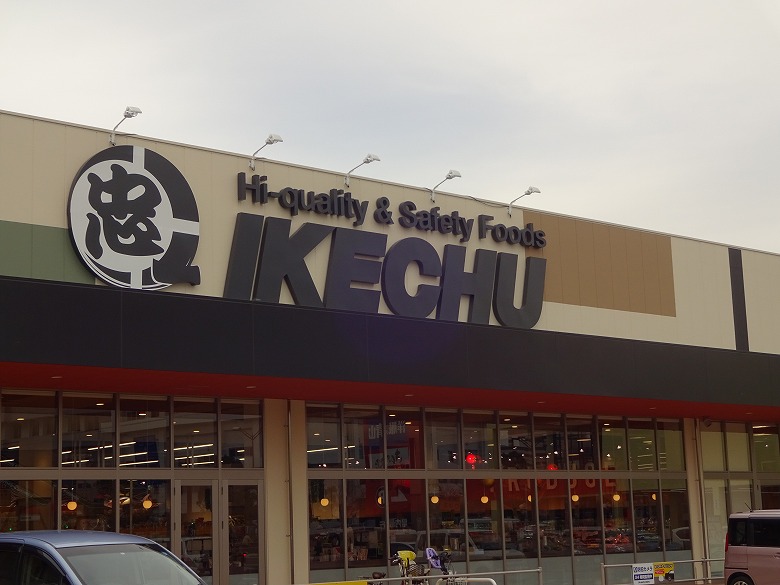 忠
Hi-quality & Safety Foods
IKECHU